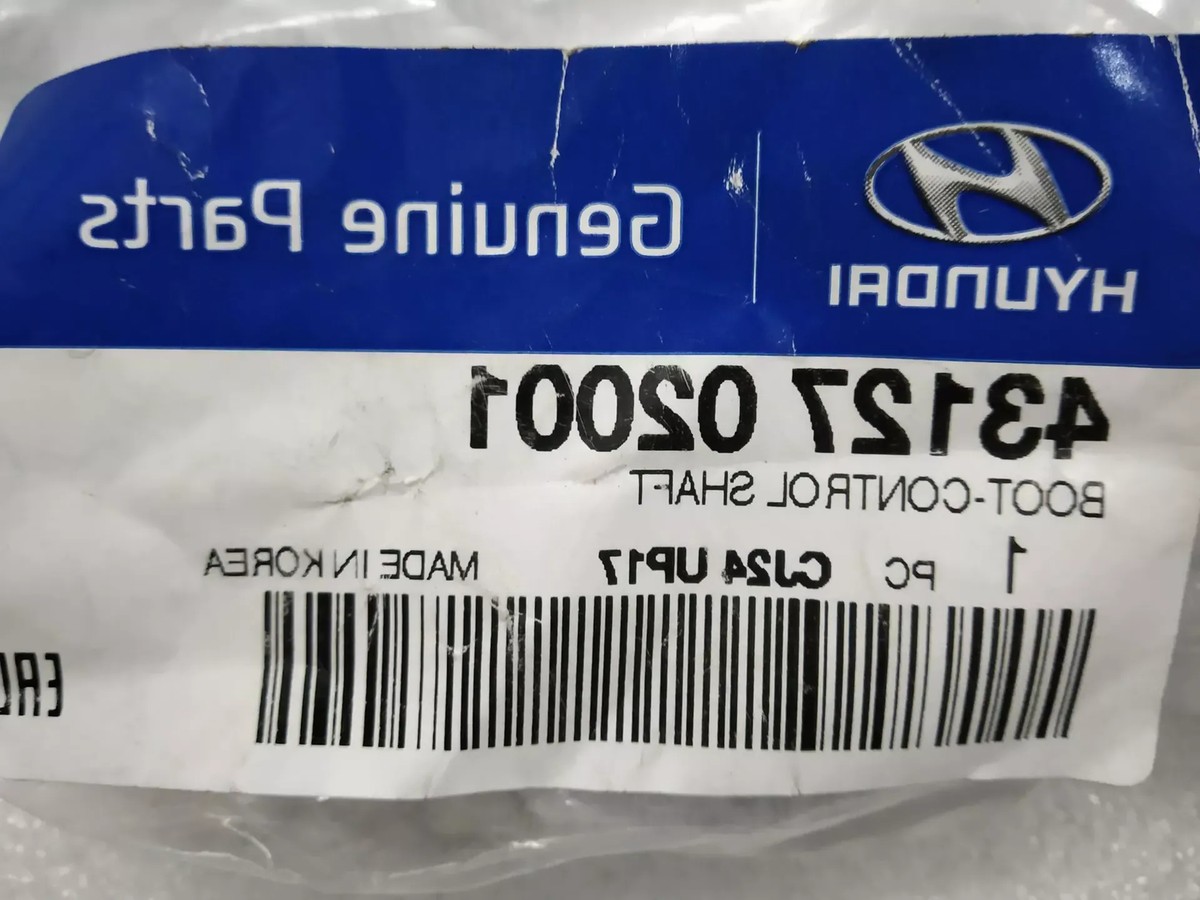 HYUNDAI
Genuine Parts
43127 02001
BOOT-CONTROL SHAFT
1 PC CJ24 UP17 MADE IN KOREA